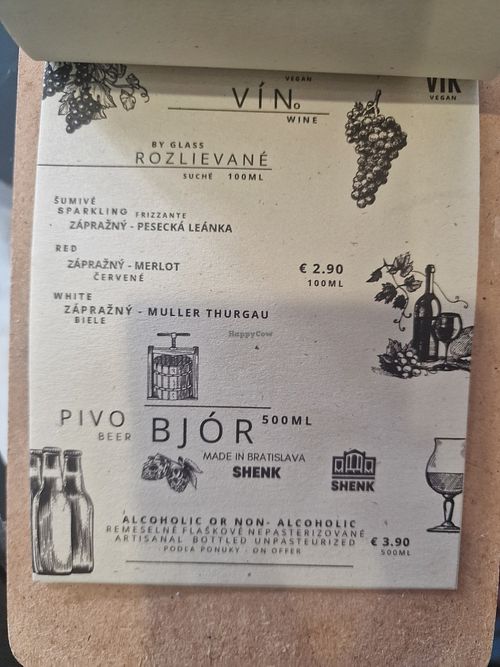 VEGAN
VÍNo
WINE
VÍK
VEGAN
BY GLASS
ROZLIEVANÉ
SUCHÉ 100ML
ŠUMIVÉ
SPARKLING FRIZZANTE
ZÁPRAŽNÝ - PESECKÁ LEÁNKA
RED
ZÁPRAŽNÝ - MERLOT
ČERVENÉ
€ 2.90
100ML
WHITE
ZÁPRAŽNÝ - MULLER THURGAU
BIELE
HappyCow
PIVO
BEER
BJÓR 500ML
MADE IN BRATISLAVA
SHENK
SHENK
ALCOHOLIC OR NON- ALCOHOLIC
REMESELNÉ FLAŠKOVÉ NEPASTERIZOVANÉ
ARTISANAL BOTTLED UNPASTEURIZED
PODĽA PONUKY - ON OFFER
€ 3.90
500ML